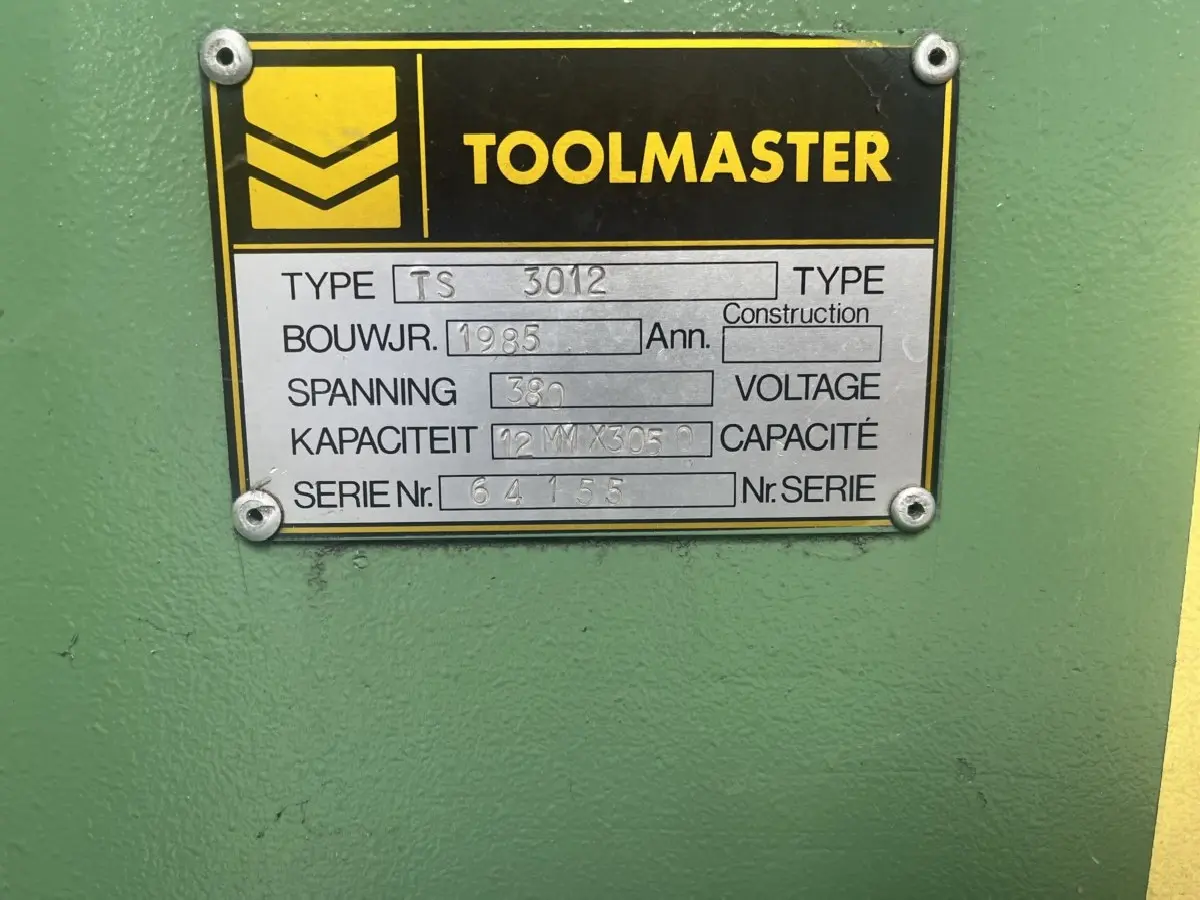 TOOLMASTER
TYPE TS 3012 TYPE
BOUWJR. 1985 Ann. Construction
SPANNING 380 VOLTAGE
KAPACITEIT 12 MM X3050 CAPACITÉ
SERIE Nr. 64155 Nr. SERIE